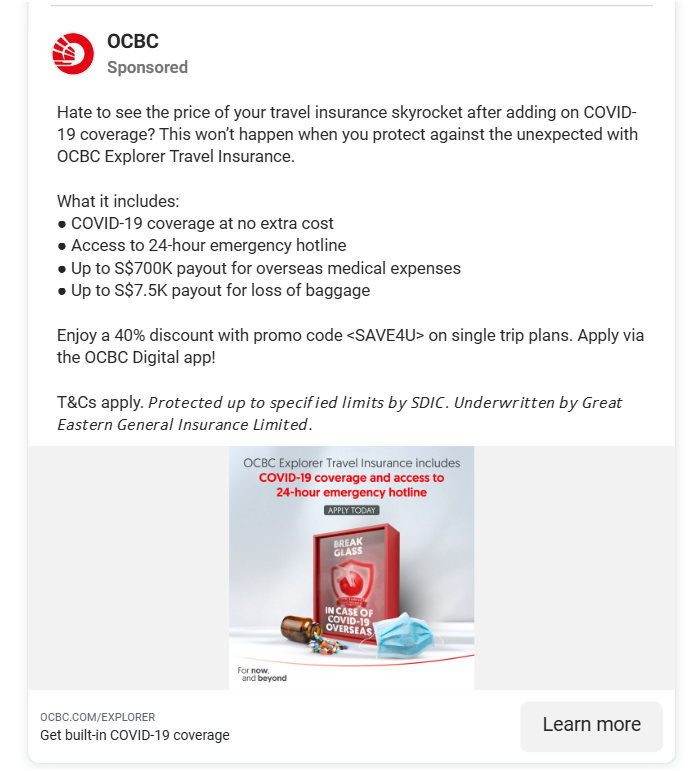 OCBC
Sponsored
Hate to see the price of your travel insurance skyrocket after adding on COVID-
19 coverage? This won’t happen when you protect against the unexpected with
OCBC Explorer Travel Insurance.
What it includes:
● COVID-19 coverage at no extra cost
● Access to 24-hour emergency hotline
● Up to S$700K payout for overseas medical expenses
● Up to S$7.5K payout for loss of baggage
Enjoy a 40% discount with promo code <SAVE4U> on single trip plans. Apply via
the OCBC Digital app!
T&Cs apply. Protected up to specified limits by SDIC. Underwritten by Great
Eastern General Insurance Limited.
OCBC Explorer Travel Insurance includes
COVID-19 coverage and access to
24-hour emergency hotline
APPLY TODAY
BREAK
GLASS
IN CASE OF
COVID-19
OVERSEAS
For now,
and beyond
OCBC.COM/EXPLORER
Get built-in COVID-19 coverage
Learn more